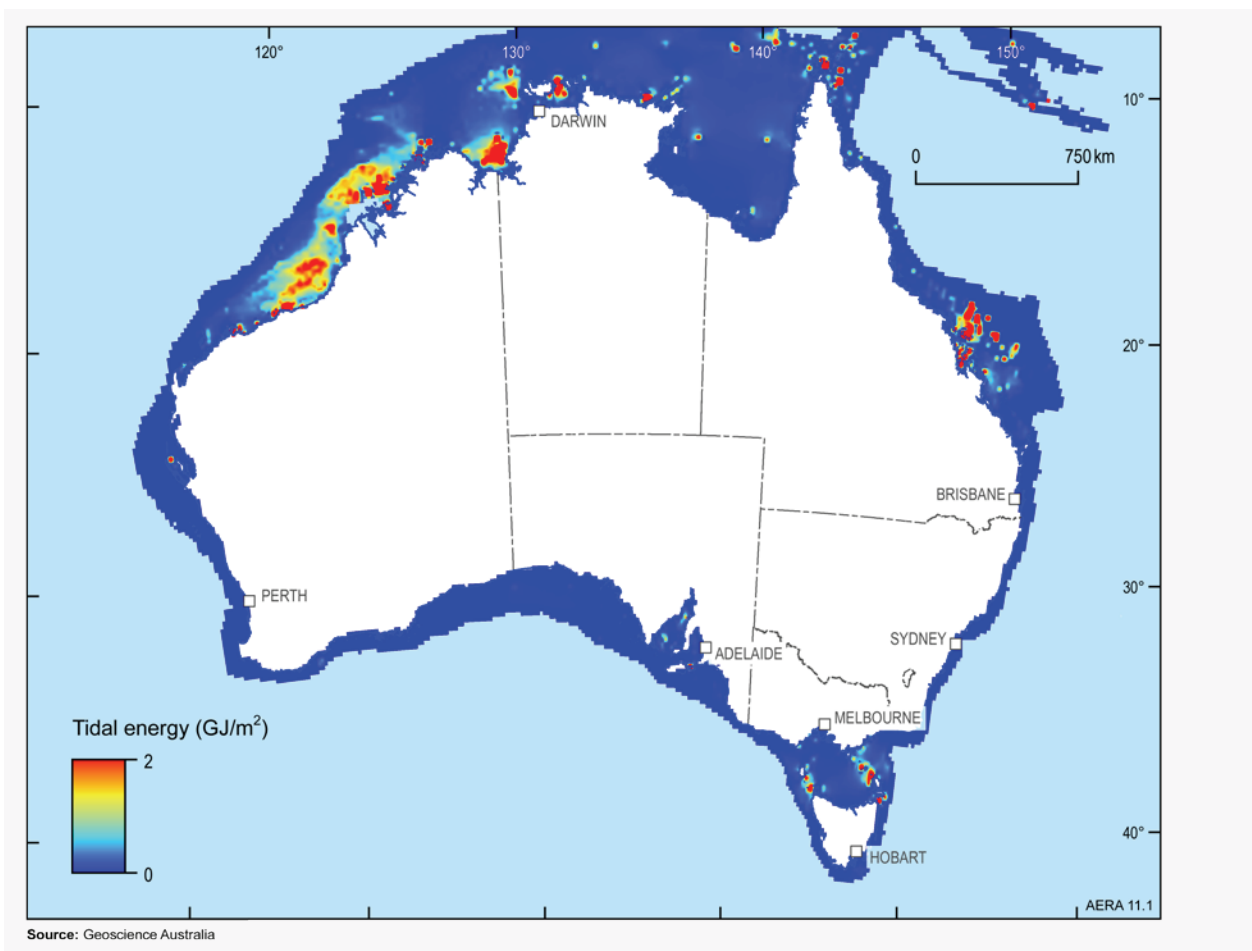 120°
130°
140°
150°
10°
DARWIN
0
750 km
20°
BRISBANE
30°
PERTH
SYDNEY
ADELAIDE
MELBOURNE
Tidal energy (GJ/m²)
2
0
40°
HOBART
AERA 11.1
Source: Geoscience Australia